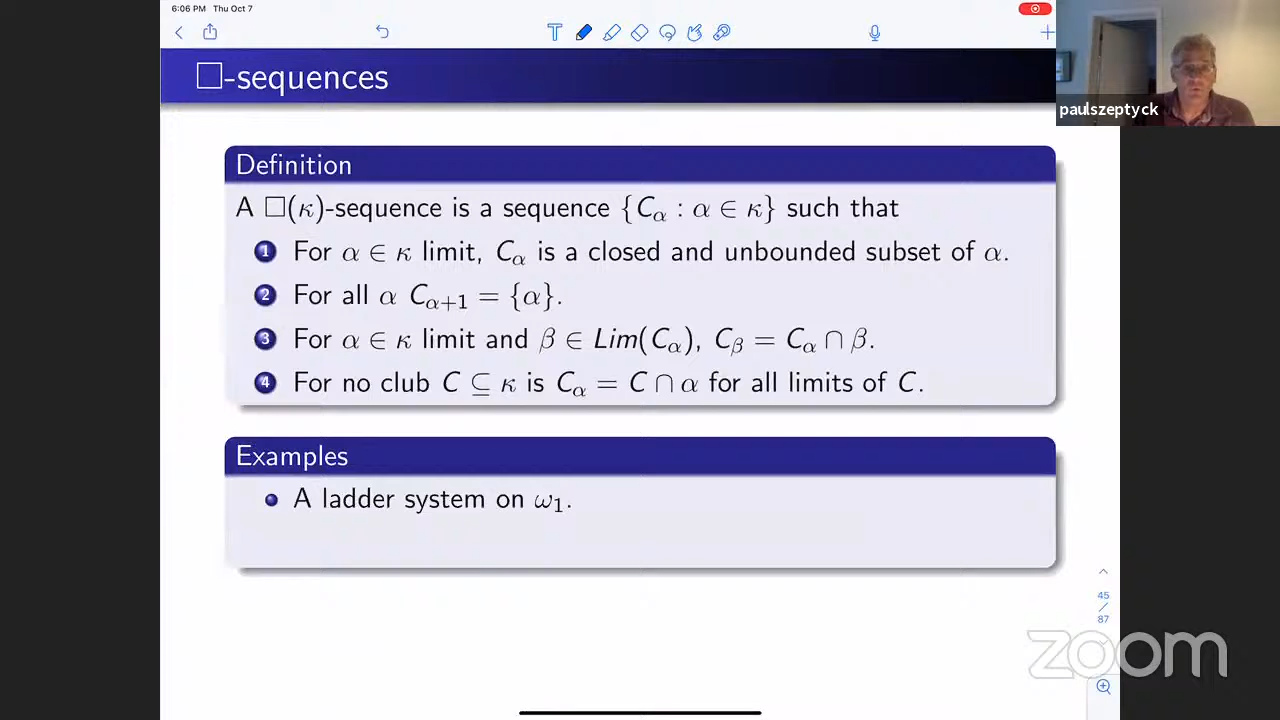 6:06 PM Thu Oct 7
□-sequences
paulszeptyck
Definition
A □(κ)-sequence is a sequence {C_α : α ∈ κ} such that
1 For α ∈ κ limit, C_α is a closed and unbounded subset of α.
2 For all α C_{α+1} = {α}.
3 For α ∈ κ limit and β ∈ Lim(C_α), C_β = C_α ∩ β.
4 For no club C ⊆ κ is C_α = C ∩ α for all limits of C.
Examples
• A ladder system on ω₁.
45
/
87
zoom